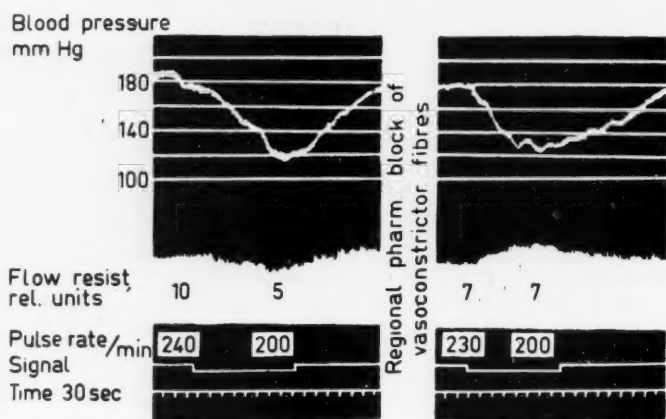 Blood pressure
mm Hg
180
140
100
Regional pharm block of
vasoconstrictor fibres
Flow resist
rel. units
10 5 7 7
Pulse rate/min 240 200 230 200
Signal
Time 30 sec